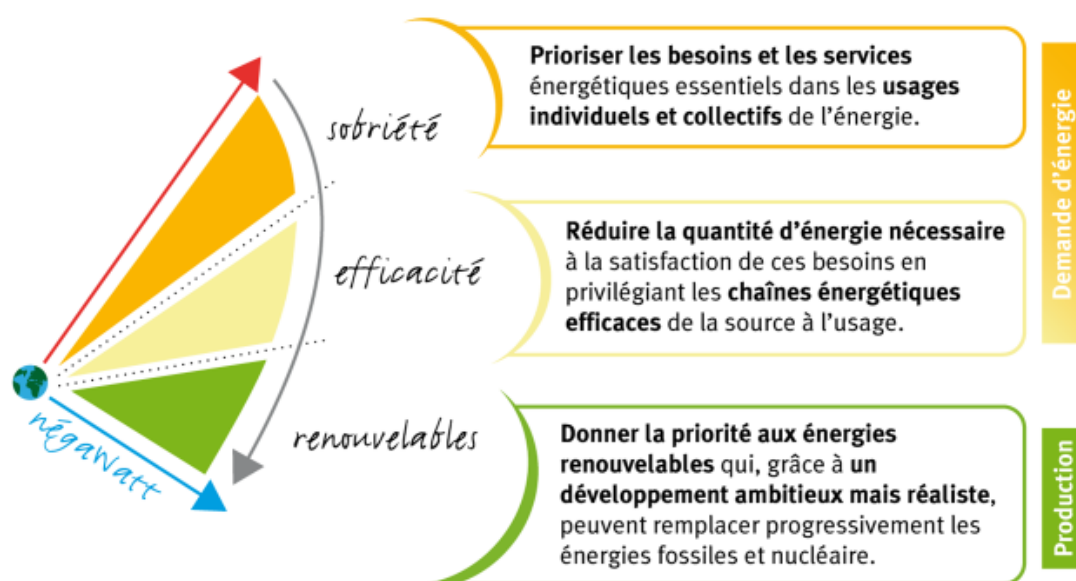 sobriété
Prioriser les besoins et les services
énergétiques essentiels dans les usages
individuels et collectifs de l'énergie.
Demande d'énergie
efficacité
Réduire la quantité d'énergie nécessaire
à la satisfaction de ces besoins en
privilégiant les chaînes énergétiques
efficaces de la source à l'usage.
négaWatt
renouvelables
Donner la priorité aux énergies
renouvelables qui, grâce à un
développement ambitieux mais réaliste,
peuvent remplacer progressivement les
énergies fossiles et nucléaire.
Production